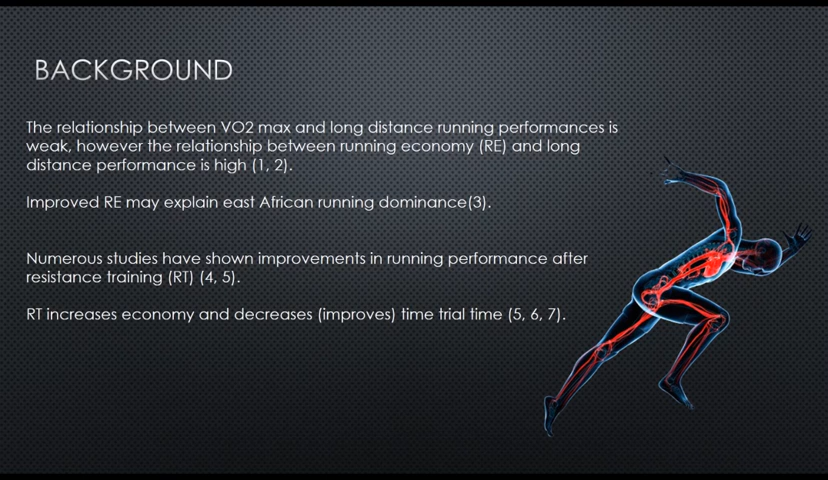 BACKGROUND
The relationship between VO2 max and long distance running performances is
weak, however the relationship between running economy (RE) and long
distance performance is high (1, 2).
Improved RE may explain east African running dominance(3).
Numerous studies have shown improvements in running performance after
resistance training (RT) (4, 5).
RT increases economy and decreases (improves) time trial time (5, 6, 7).